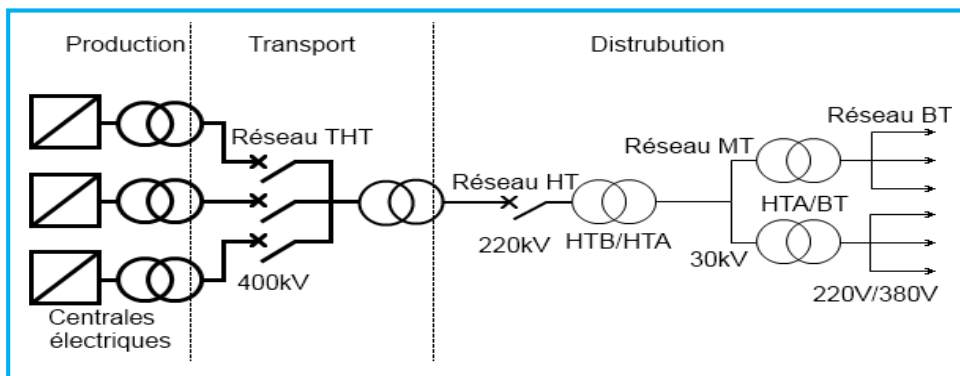 Production
Transport
Distrubution
Réseau THT
400kV
Centrales
électriques
Réseau HT
220kV
HTB/HTA
Réseau MT
30kV
HTA/BT
Réseau BT
220V/380V